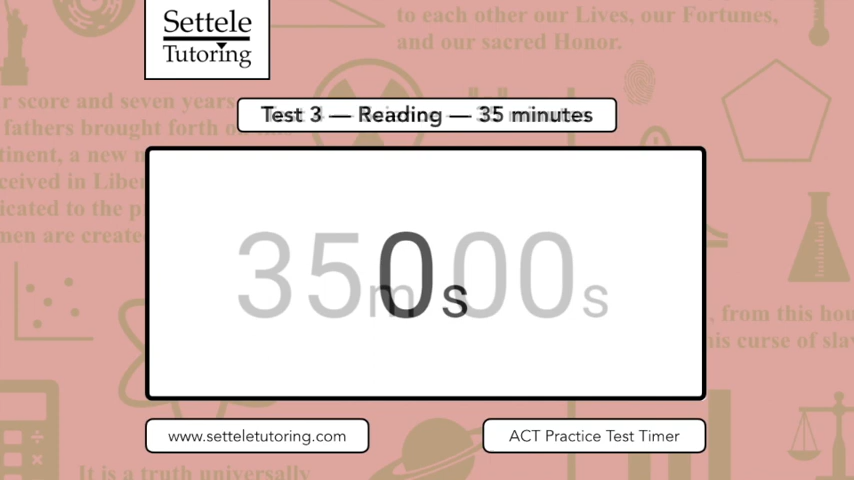 Settele
Tutoring
to each other our Lives, our Fortunes,
and our sacred Honor.
r score and seven years
fathers brought forth o
tinent, a new
ceived in Liber
icated to the p
men are create
Test 3 — Reading — 35 minutes
35m 00s
0s
, from this hou
his curse of slav
www.setteletutoring.com
ACT Practice Test Timer
It is a truth universally